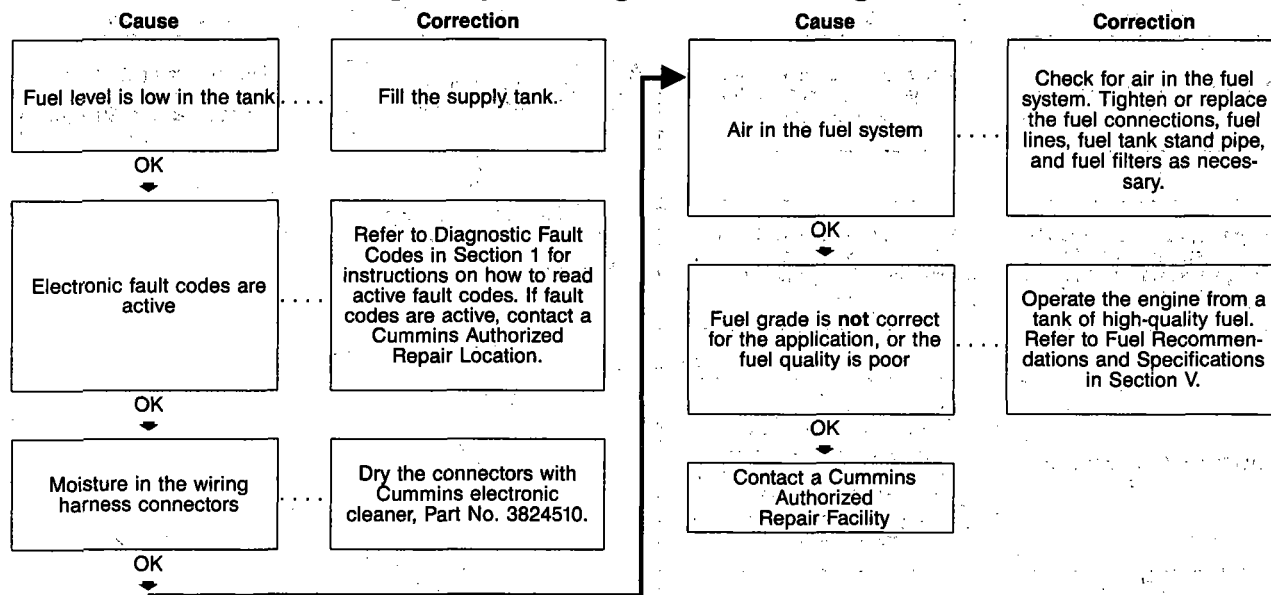 Cause
Correction
Fuel level is low in the tank
Fill the supply tank.
OK
Electronic fault codes are
active
Refer to Diagnostic Fault
Codes in Section 1 for
instructions on how to read
active fault codes. If fault
codes are active, contact a
Cummins Authorized
Repair Location.
OK
Moisture in the wiring
harness connectors
Dry the connectors with
Cummins electronic
cleaner, Part No. 3824510.
OK
Cause
Correction
Air in the fuel system
Check for air in the fuel
system. Tighten or replace
the fuel connections, fuel
lines, fuel tank stand pipe,
and fuel filters as neces-
sary.
OK
Fuel grade is not correct
for the application, or the
fuel quality is poor
Operate the engine from a
tank of high-quality fuel.
Refer to Fuel Recommen-
dations and Specifications
in Section V.
OK
Contact a Cummins
Authorized
Repair Facility